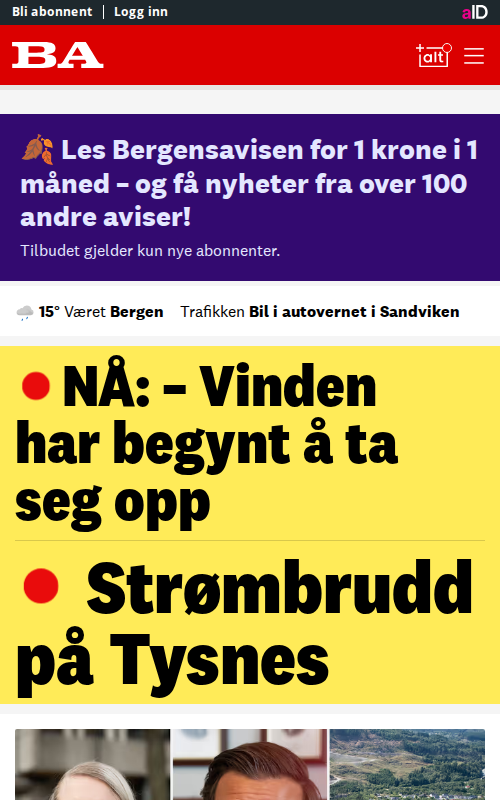 Bli abonnent | Logg inn
aID
BA
+alt
🍂 Les Bergensavisen for 1 krone i 1
måned – og få nyheter fra over 100
andre aviser!
Tilbudet gjelder kun nye abonnenter.
15° Været Bergen Trafikken Bil i autovernet i Sandviken
NÅ: – Vinden
har begynt å ta
seg opp
Strømbrudd
på Tysnes